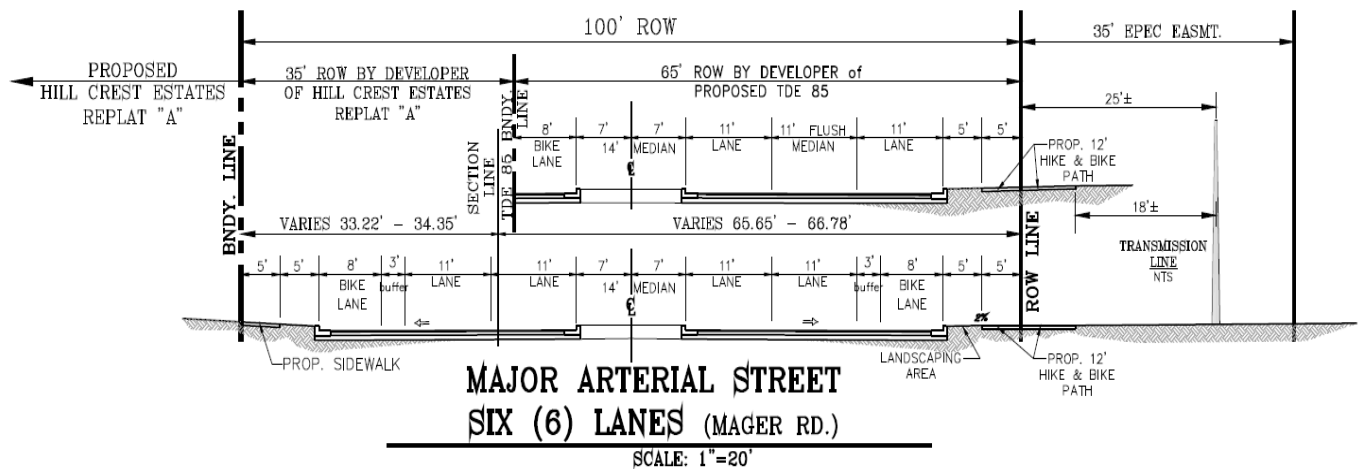 100' ROW
35' EPEC EASMT.
PROPOSED
HILL CREST ESTATES
REPLAT "A"
35' ROW BY DEVELOPER
OF HILL CREST ESTATES
REPLAT "A"
65' ROW BY DEVELOPER of
PROPOSED TDE 85
25'±
BNDY. LINE
SECTION
LINE
TDE 85 BNDY.
LINE
8'
BIKE
LANE
7'
14'
7'
MEDIAN
℄
11'
LANE
11' FLUSH
MEDIAN
11'
LANE
5'
5'
PROP. 12'
HIKE & BIKE
PATH
18'±
VARIES 33.22' - 34.35'
VARIES 65.65' - 66.78'
ROW LINE
TRANSMISSION
LINE
NTS
5'
5'
8'
BIKE
LANE
3'
buffer
11'
LANE
11'
LANE
7'
14'
7'
MEDIAN
℄
11'
LANE
11'
LANE
3'
buffer
8'
BIKE
LANE
5'
5'
2%
PROP. SIDEWALK
LANDSCAPING
AREA
PROP. 12'
HIKE & BIKE
PATH
MAJOR ARTERIAL STREET
SIX (6) LANES (MAGER RD.)
SCALE: 1"=20'